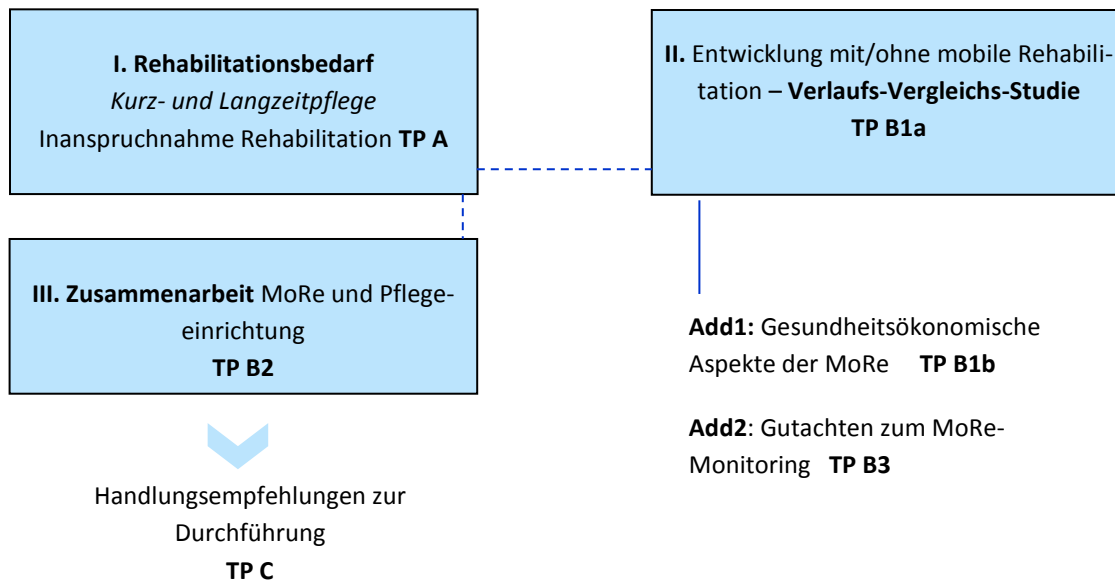 I. Rehabilitationsbedarf
Kurz- und Langzeitpflege
Inanspruchnahme Rehabilitation TP A
II. Entwicklung mit/ohne mobile Rehabili-
tation – Verlaufs-Vergleichs-Studie
TP B1a
III. Zusammenarbeit MoRe und Pflege-
einrichtung
TP B2
Add1: Gesundheitsökonomische
Aspekte der MoRe TP B1b
Add2: Gutachten zum MoRe-
Monitoring TP B3
Handlungsempfehlungen zur
Durchführung
TP C